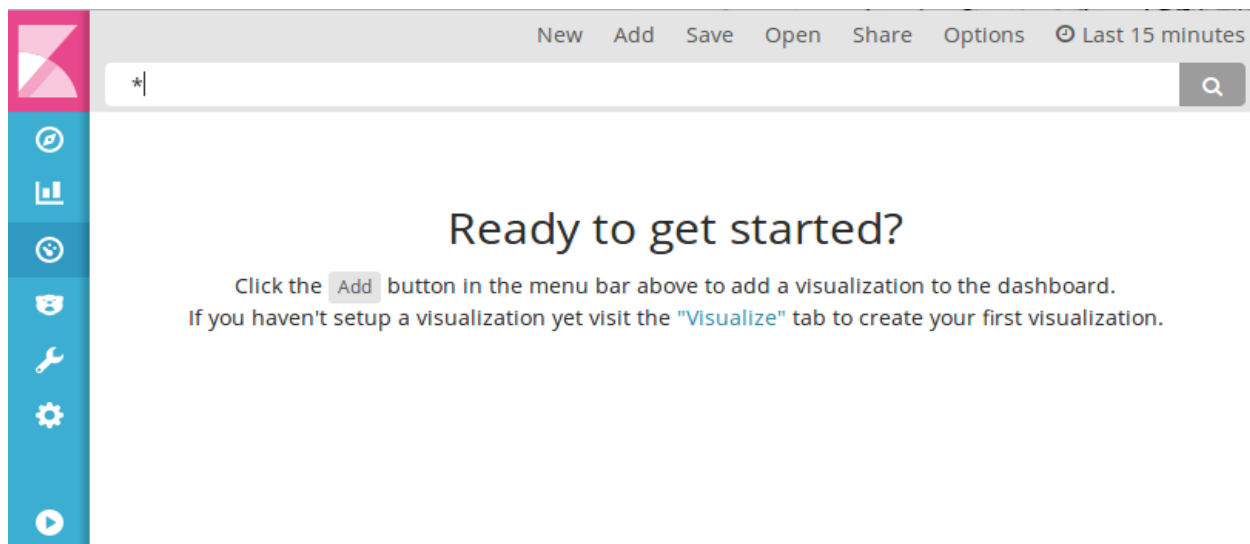 New Add Save Open Share Options Last 15 minutes
*
Ready to get started?
Click the Add button in the menu bar above to add a visualization to the dashboard.
If you haven't setup a visualization yet visit the "Visualize" tab to create your first visualization.